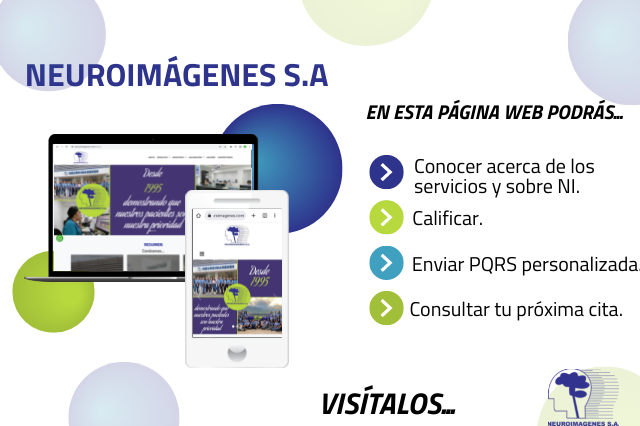 NEUROIMÁGENES S.A
EN ESTA PÁGINA WEB PODRÁS...
Conocer acerca de los
servicios y sobre NI.
Calificar.
Enviar PQRS personalizada.
Consultar tu próxima cita.
Desde
1995
demostrando que
nuestros pacientes son
nuestra prioridad
RESUMEN
Desde
1995
demostrando que
nuestros pacientes
son nuestra
prioridad
VISÍTALOS...
NEUROIMAGENES S.A.